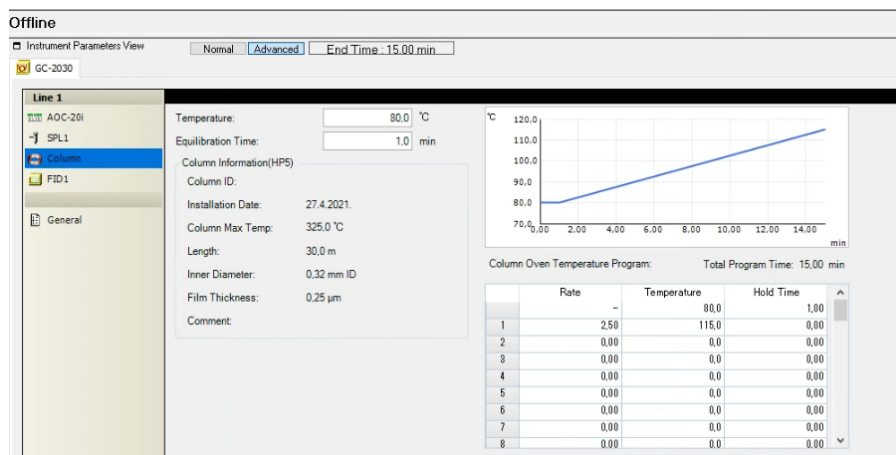 Offline
Instrument Parameters View
Normal Advanced End Time : 15.00 min
GC-2030
Line 1
AOC-20i
SPL1
Column
FID1
General
Temperature: 80,0 °C
Equilibration Time: 1,0 min
Column Information(HP5)
Column ID:
Installation Date: 27.4.2021.
Column Max Temp: 325,0 °C
Length: 30,0 m
Inner Diameter: 0,32 mm ID
Film Thickness: 0,25 µm
Comment:
°C
120,0
110,0
100,0
90,0
80,0
70,0
0,00 2,00 4,00 6,00 8,00 10,00 12,00 14,00
min
Column Oven Temperature Program: Total Program Time: 15,00 min
Rate Temperature Hold Time
- 80,0 1,00
1 2,50 115,0 0,00
2 0,00 0,0 0,00
3 0,00 0,0 0,00
4 0,00 0,0 0,00
5 0,00 0,0 0,00
6 0,00 0,0 0,00
7 0,00 0,0 0,00
8 0,00 0,0 0,00